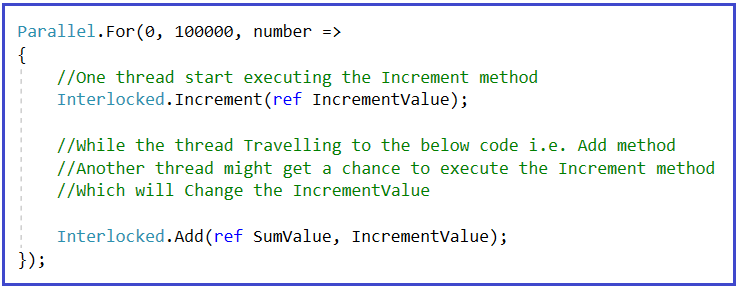 Parallel.For(0, 100000, number =>
{
//One thread start executing the Increment method
Interlocked.Increment(ref IncrementValue);
//While the thread Travelling to the below code i.e. Add method
//Another thread might get a chance to execute the Increment method
//Which will Change the IncrementValue
Interlocked.Add(ref SumValue, IncrementValue);
});